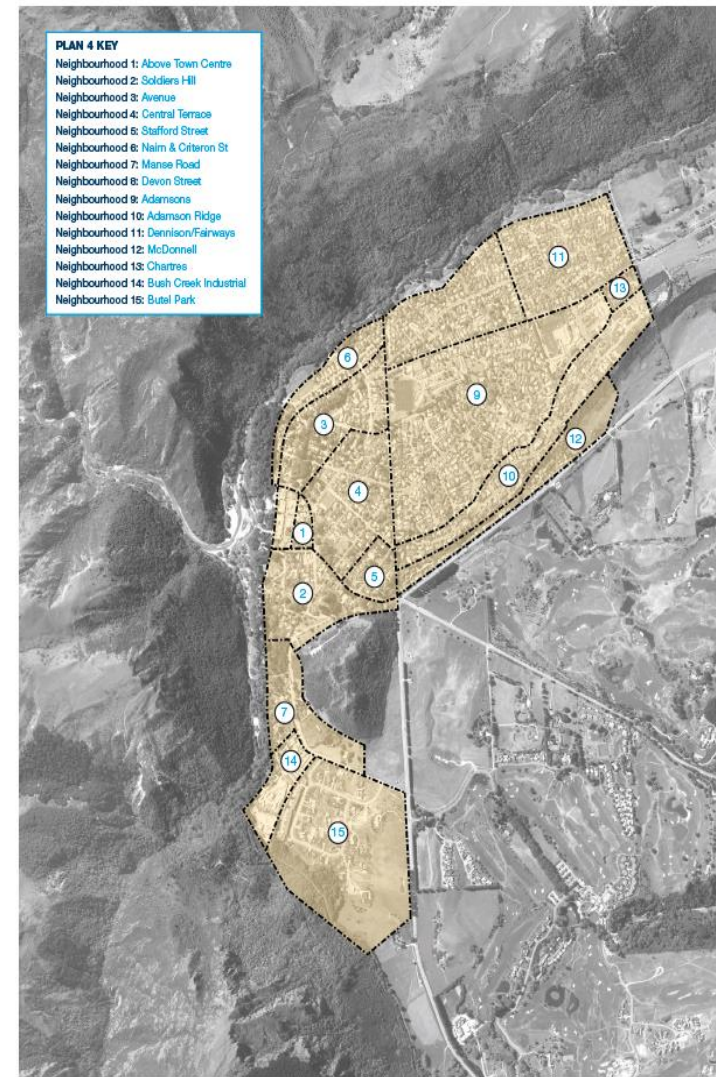 PLAN 4 KEY
Neighbourhood 1: Above Town Centre
Neighbourhood 2: Soldiers Hill
Neighbourhood 3: Avenue
Neighbourhood 4: Central Terrace
Neighbourhood 5: Stafford Street
Neighbourhood 6: Nairn & Criteron St
Neighbourhood 7: Manse Road
Neighbourhood 8: Devon Street
Neighbourhood 9: Adamsons
Neighbourhood 10: Adamson Ridge
Neighbourhood 11: Dennison/Fairways
Neighbourhood 12: McDonnell
Neighbourhood 13: Chartres
Neighbourhood 14: Bush Creek Industrial
Neighbourhood 15: Butel Park
11
13
6
9
3
12
10
4
1
5
2
7
14
15